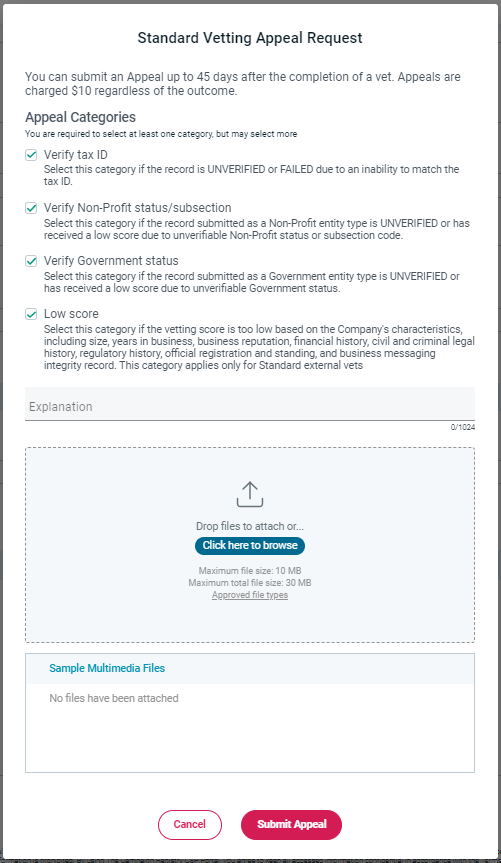 Standard Vetting Appeal Request
You can submit an Appeal up to 45 days after the completion of a vet. Appeals are
charged $10 regardless of the outcome.
Appeal Categories
You are required to select at least one category, but may select more
Verify tax ID
Select this category if the record is UNVERIFIED or FAILED due to an inability to match the
tax ID.
Verify Non-Profit status/subsection
Select this category if the record submitted as a Non-Profit entity type is UNVERIFIED or has
received a low score due to unverifiable Non-Profit status or subsection code.
Verify Government status
Select this category if the record submitted as a Government entity type is UNVERIFIED or
has received a low score due to unverifiable Government status.
Low score
Select this category if the vetting score is too low based on the Company's characteristics,
including size, years in business, business reputation, financial history, civil and criminal legal
history, regulatory history, official registration and standing, and business messaging
integrity record. This category applies only for Standard external vets
Explanation
0/1024
Drop files to attach or...
Click here to browse
Maximum file size: 10 MB
Maximum total file size: 30 MB
Approved file types
Sample Multimedia Files
No files have been attached
Cancel
Submit Appeal